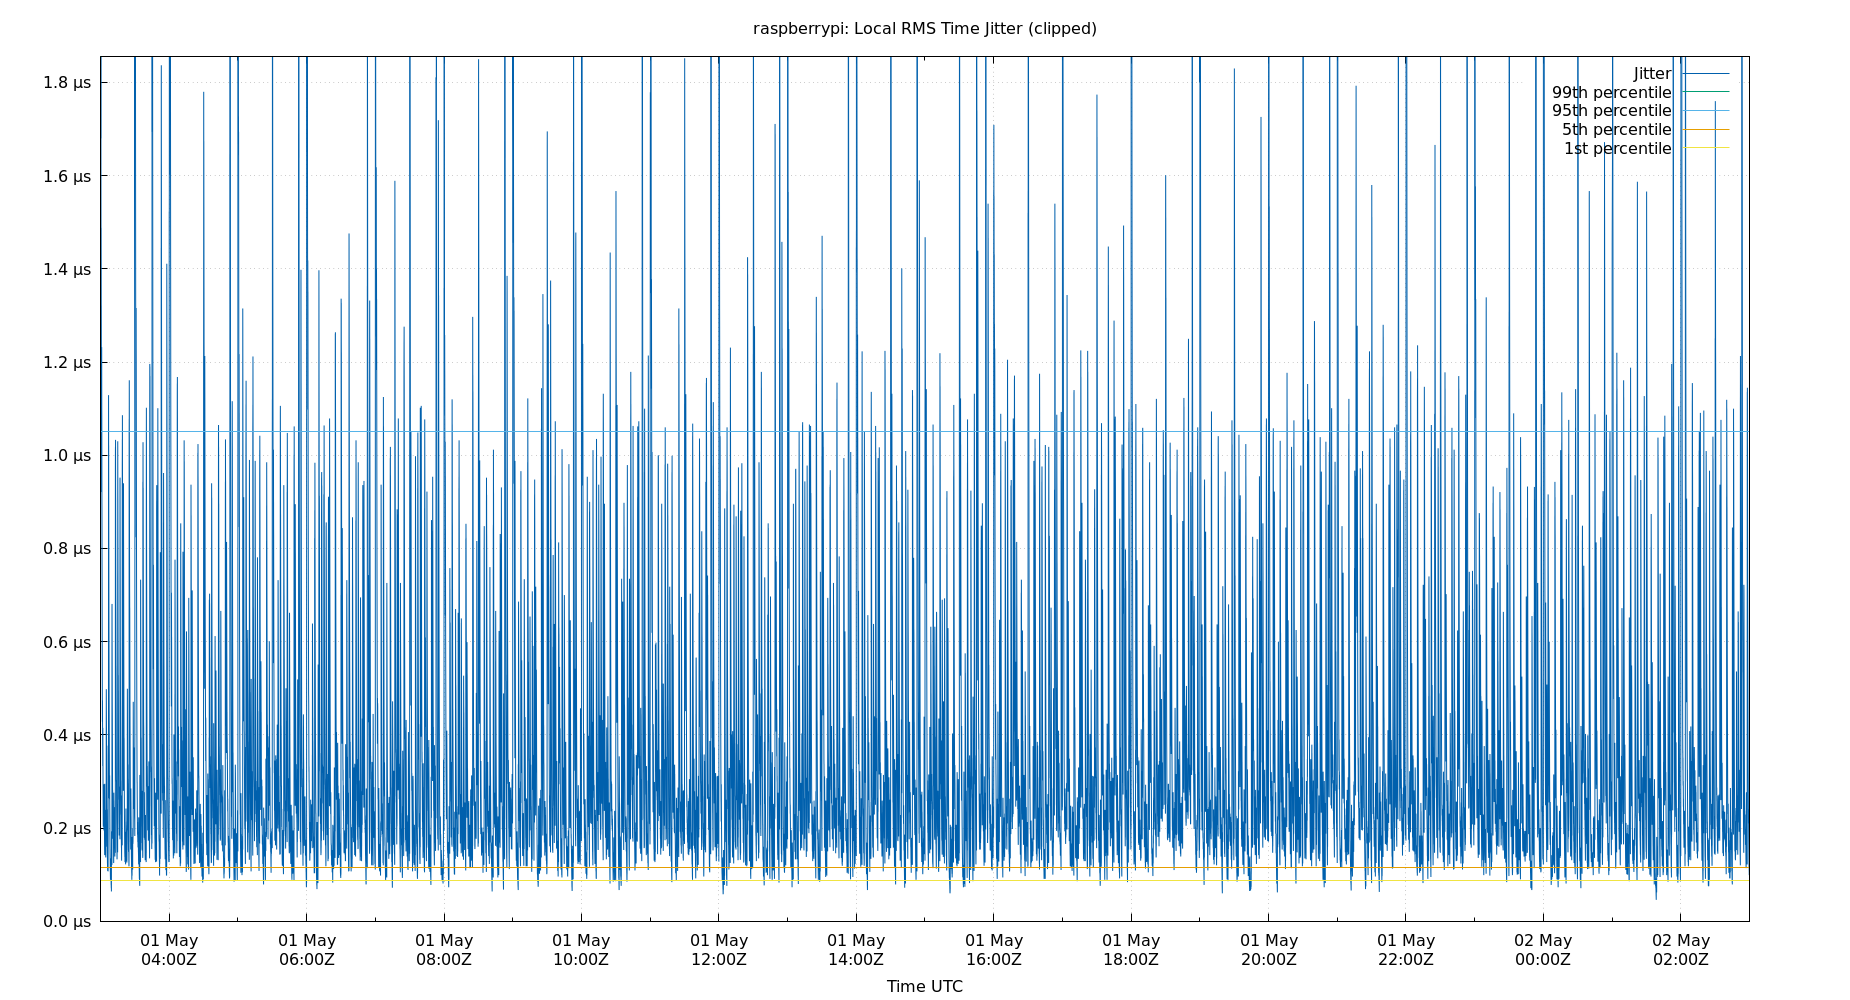 raspberrypi: Local RMS Time Jitter (clipped)
Jitter
99th percentile
95th percentile
5th percentile
1st percentile
1.8 µs
1.6 µs
1.4 µs
1.2 µs
1.0 µs
0.8 µs
0.6 µs
0.4 µs
0.2 µs
0.0 µs
01 May 01 May 01 May 01 May 01 May 01 May 01 May 01 May 01 May 01 May 02 May 02 May
04:00Z 06:00Z 08:00Z 10:00Z 12:00Z 14:00Z 16:00Z 18:00Z 20:00Z 22:00Z 00:00Z 02:00Z
Time UTC